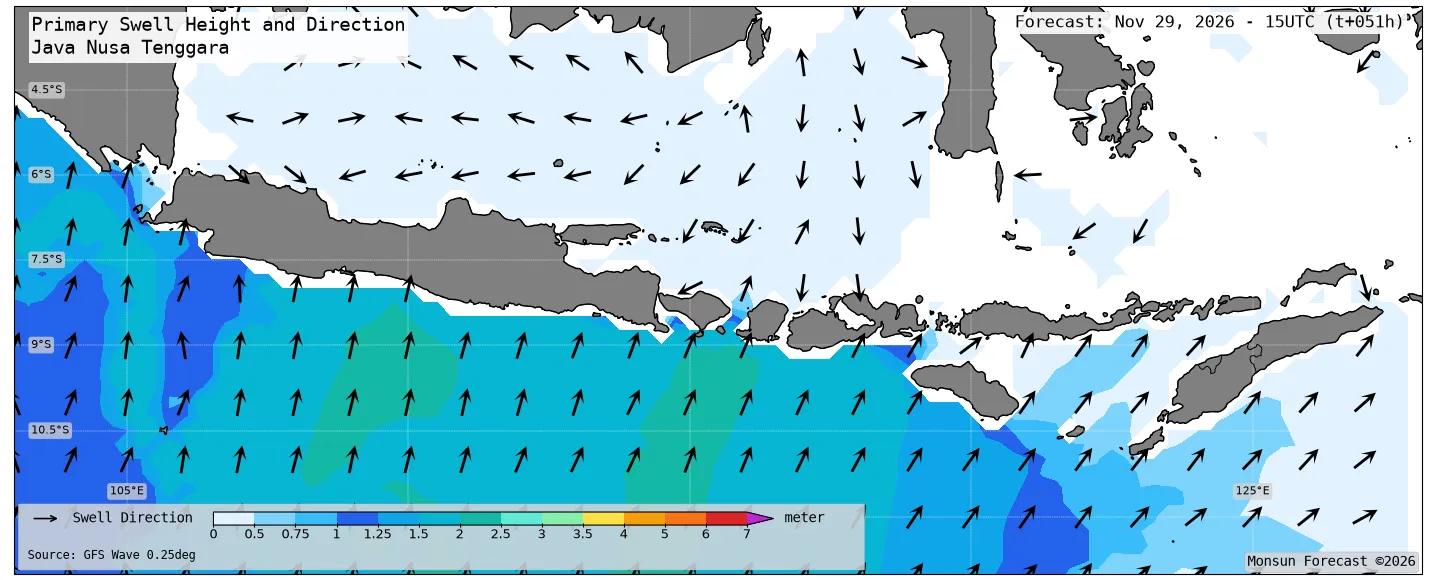 Primary Swell Height and Direction
Java Nusa Tenggara
Forecast: Nov 29, 2026 - 15UTC (t+051h)
4.5°S
6°S
7.5°S
9°S
10.5°S
105°E
125°E
Swell Direction
0 0.5 0.75 1 1.25 1.5 2 2.5 3 3.5 4 5 6 7
meter
Source: GFS Wave 0.25deg
Monsun Forecast ©2026